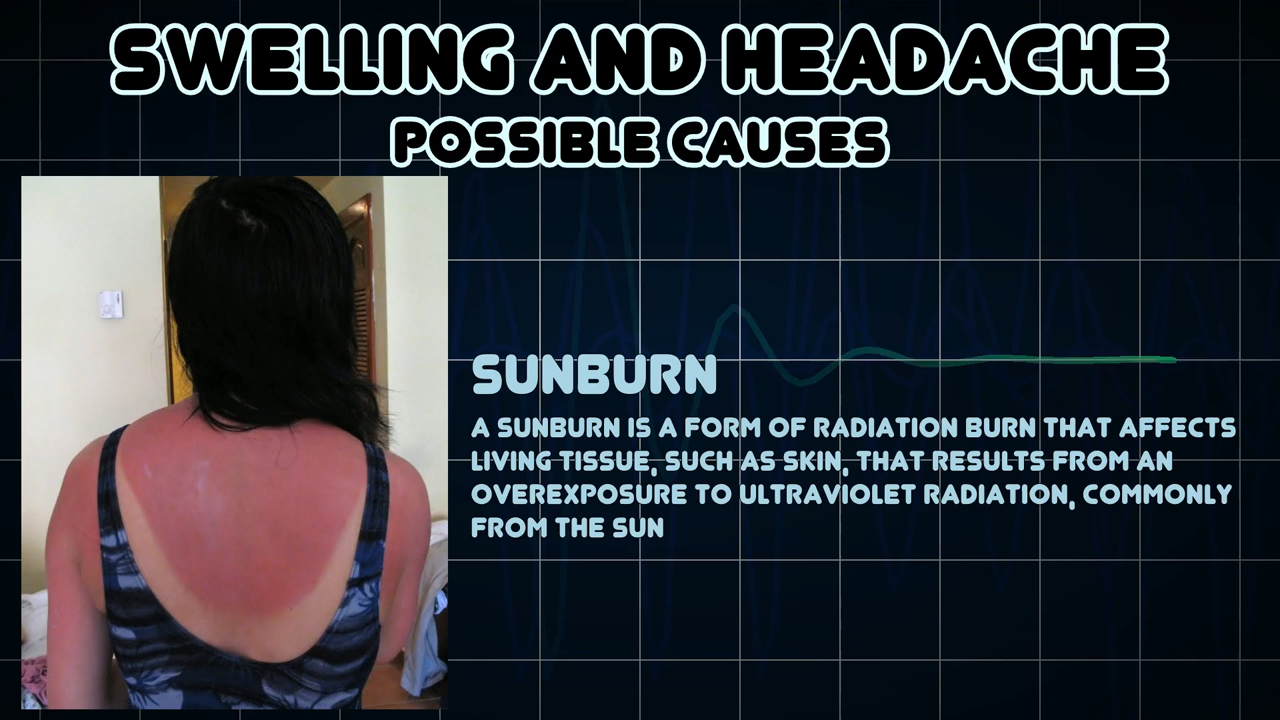 SWELLING AND HEADACHE
POSSIBLE CAUSES
SUNBURN
A SUNBURN IS A FORM OF RADIATION BURN THAT AFFECTS
LIVING TISSUE, SUCH AS SKIN, THAT RESULTS FROM AN
OVEREXPOSURE TO ULTRAVIOLET RADIATION, COMMONLY
FROM THE SUN